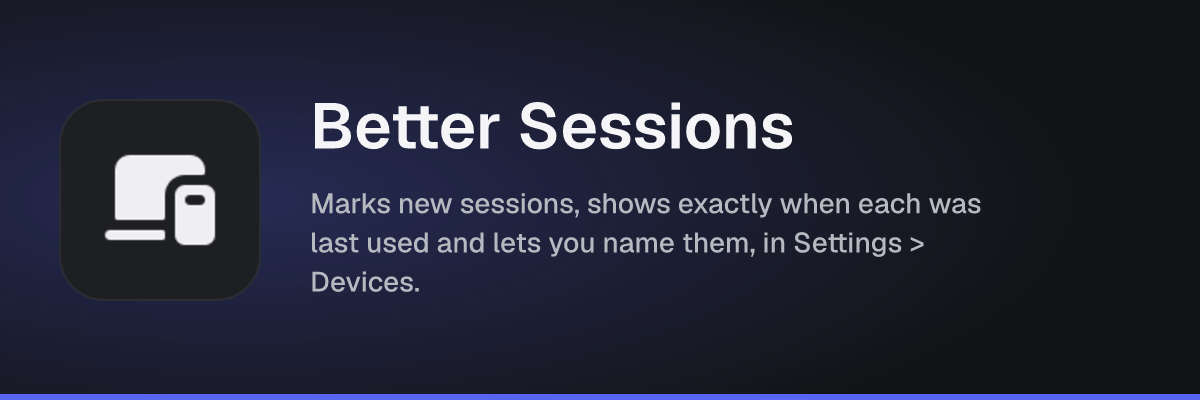 Better Sessions
Marks new sessions, shows exactly when each was
last used and lets you name them, in Settings >
Devices.